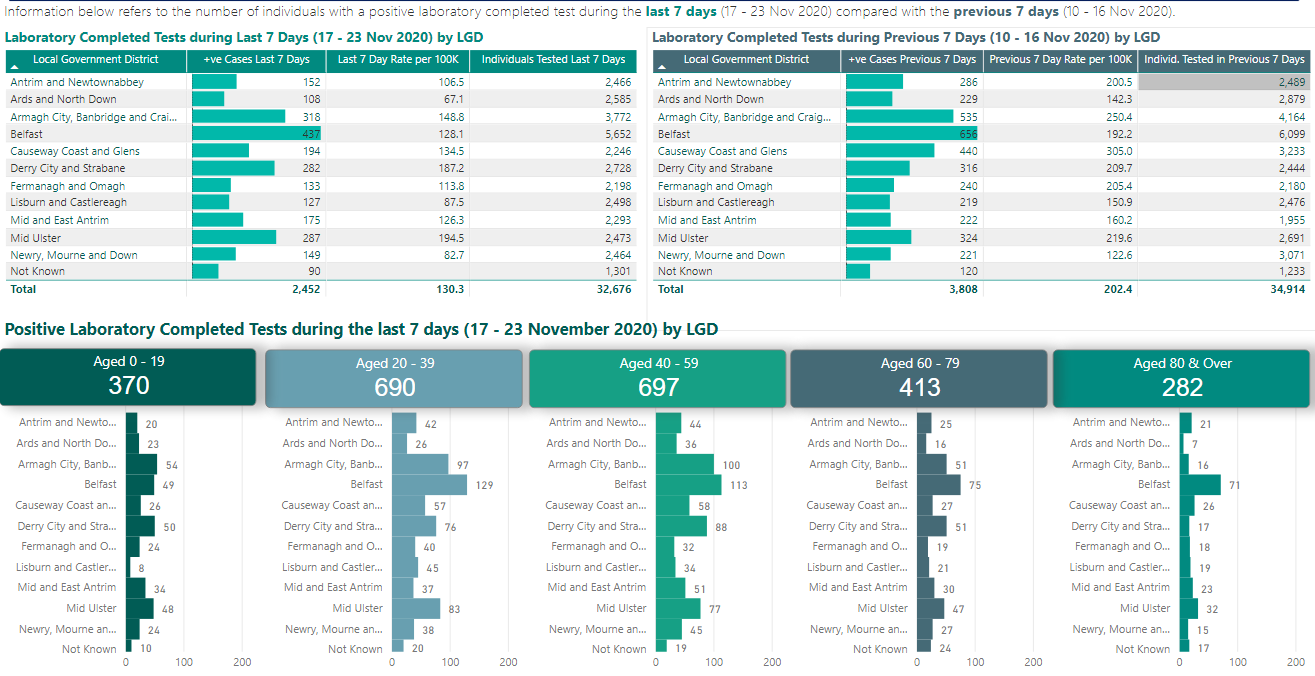 Information below refers to the number of individuals with a positive laboratory completed test during the last 7 days (17 - 23 Nov 2020) compared with the previous 7 days (10 - 16 Nov 2020).
Laboratory Completed Tests during Last 7 Days (17 - 23 Nov 2020) by LGD
Local Government District +ve Cases Last 7 Days Last 7 Day Rate per 100K Individuals Tested Last 7 Days
Antrim and Newtownabbey 152 106.5 2,466
Ards and North Down 108 67.1 2,585
Armagh City, Banbridge and Crai... 318 148.8 3,772
Belfast 437 128.1 5,652
Causeway Coast and Glens 194 134.5 2,246
Derry City and Strabane 282 187.2 2,728
Fermanagh and Omagh 133 113.8 2,198
Lisburn and Castlereagh 127 87.5 2,498
Mid and East Antrim 175 126.3 2,293
Mid Ulster 287 194.5 2,473
Newry, Mourne and Down 149 82.7 2,464
Not Known 90 1,301
Total 2,452 130.3 32,676
Laboratory Completed Tests during Previous 7 Days (10 - 16 Nov 2020) by LGD
Local Government District +ve Cases Previous 7 Days Previous 7 Day Rate per 100K Individ. Tested in Previous 7 Days
Antrim and Newtownabbey 286 200.5 2,489
Ards and North Down 229 142.3 2,879
Armagh City, Banbridge and Craig... 535 250.4 4,164
Belfast 656 192.2 6,099
Causeway Coast and Glens 440 305.0 3,233
Derry City and Strabane 316 209.7 2,444
Fermanagh and Omagh 240 205.4 2,180
Lisburn and Castlereagh 219 150.9 2,476
Mid and East Antrim 222 160.2 1,955
Mid Ulster 324 219.6 2,691
Newry, Mourne and Down 221 122.6 3,071
Not Known 120 1,233
Total 3,808 202.4 34,914
Positive Laboratory Completed Tests during the last 7 days (17 - 23 November 2020) by LGD
Aged 0 - 19
370
Antrim and Newto... 20
Ards and North Do... 23
Armagh City, Banb... 54
Belfast 49
Causeway Coast an... 26
Derry City and Stra... 50
Fermanagh and O... 24
Lisburn and Castler... 8
Mid and East Antrim 34
Mid Ulster 48
Newry, Mourne an... 24
Not Known 10
0 100 200
Aged 20 - 39
690
Antrim and Newto... 42
Ards and North Do... 26
Armagh City, Banb... 97
Belfast 129
Causeway Coast an... 57
Derry City and Stra... 76
Fermanagh and O... 40
Lisburn and Castler... 45
Mid and East Antrim 37
Mid Ulster 83
Newry, Mourne an... 38
Not Known 20
0 100 200
Aged 40 - 59
697
Antrim and Newto... 44
Ards and North Do... 36
Armagh City, Banb... 100
Belfast 113
Causeway Coast an... 58
Derry City and Stra... 88
Fermanagh and O... 32
Lisburn and Castler... 34
Mid and East Antrim 51
Mid Ulster 77
Newry, Mourne an... 45
Not Known 19
0 100 200
Aged 60 - 79
413
Antrim and Newto... 25
Ards and North Do... 16
Armagh City, Banb... 51
Belfast 75
Causeway Coast an... 27
Derry City and Stra... 51
Fermanagh and O... 19
Lisburn and Castler... 21
Mid and East Antrim 30
Mid Ulster 47
Newry, Mourne an... 27
Not Known 24
0 100 200
Aged 80 & Over
282
Antrim and Newto... 21
Ards and North Do... 7
Armagh City, Banb... 16
Belfast 71
Causeway Coast an... 26
Derry City and Stra... 17
Fermanagh and O... 18
Lisburn and Castler... 19
Mid and East Antrim 23
Mid Ulster 32
Newry, Mourne an... 15
Not Known 17
0 100 200